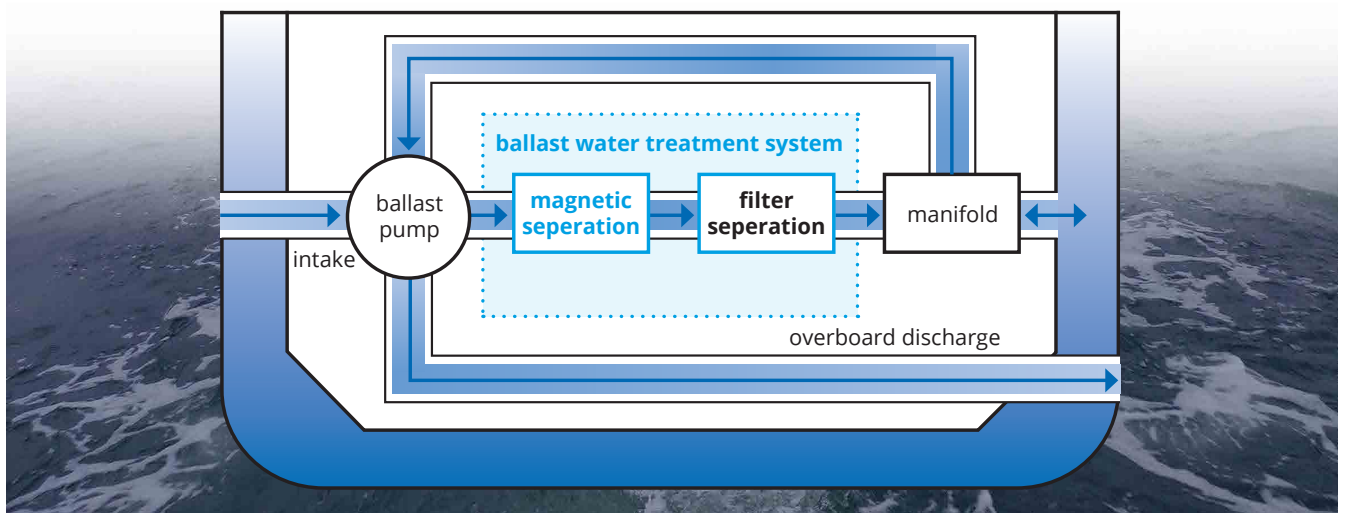 ballast water treatment system
ballast
pump
magnetic
seperation
filter
seperation
manifold
intake
overboard discharge